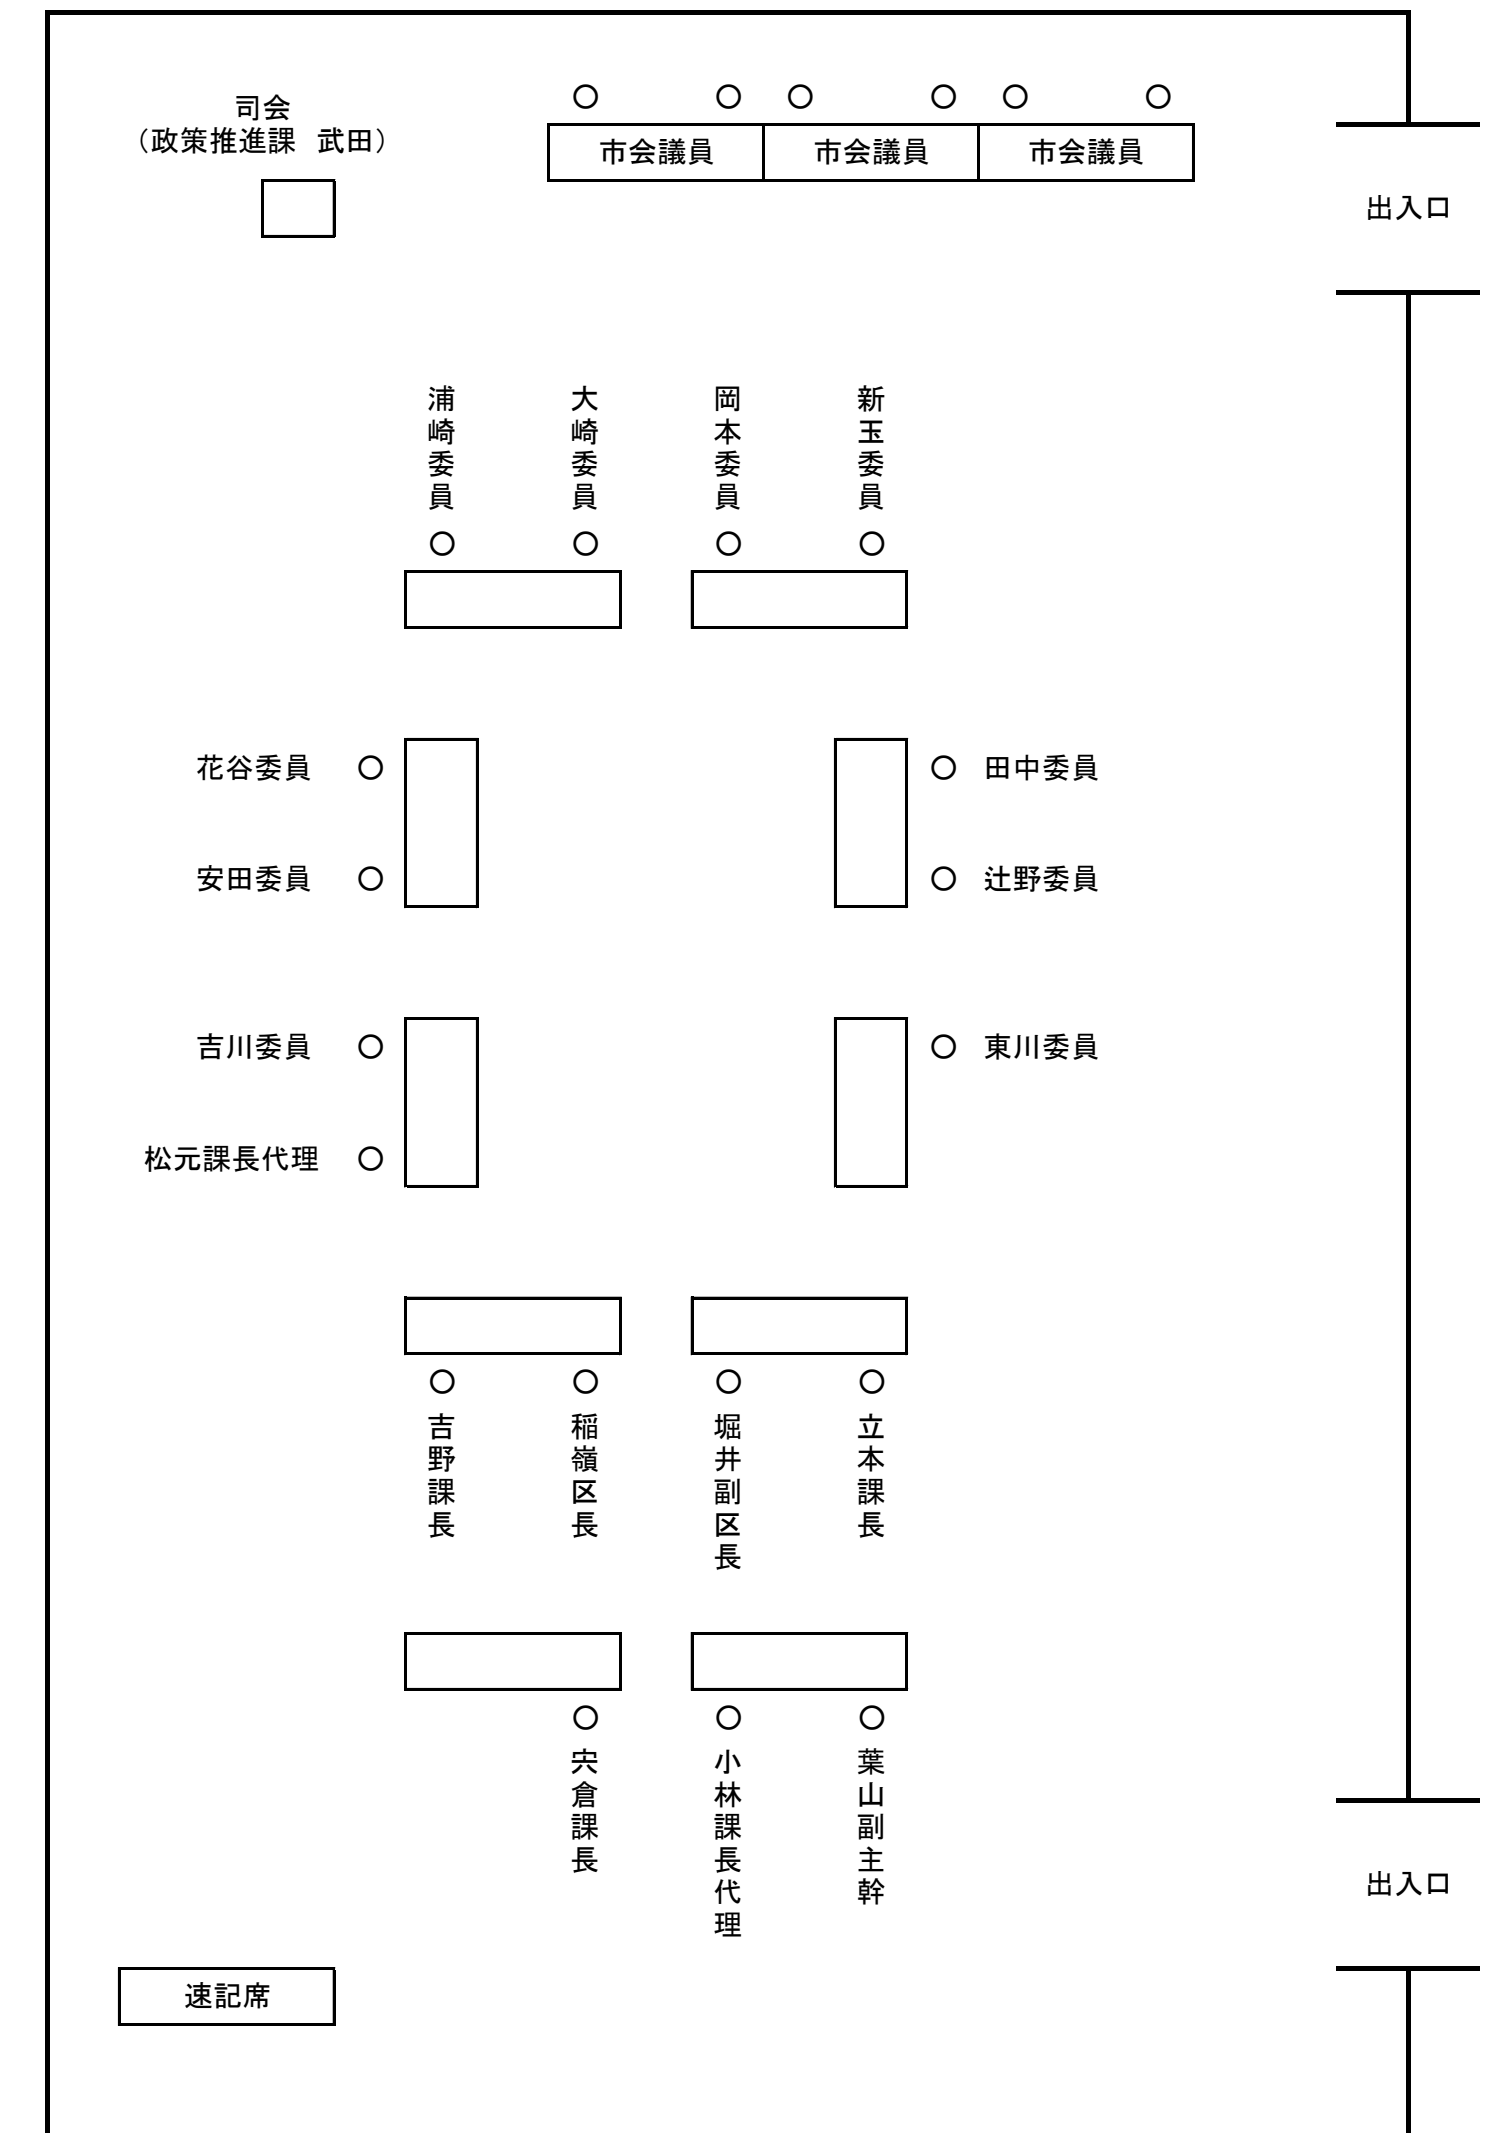 司会
（政策推進課　武田）
市会議員
市会議員
市会議員
出入口
浦崎委員
大崎委員
岡本委員
新玉委員
花谷委員
田中委員
安田委員
辻野委員
吉川委員
東川委員
松元課長代理
吉野課長
稲嶺区長
堀井副区長
立本課長
宍倉課長
小林課長代理
葉山副主幹
出入口
速記席